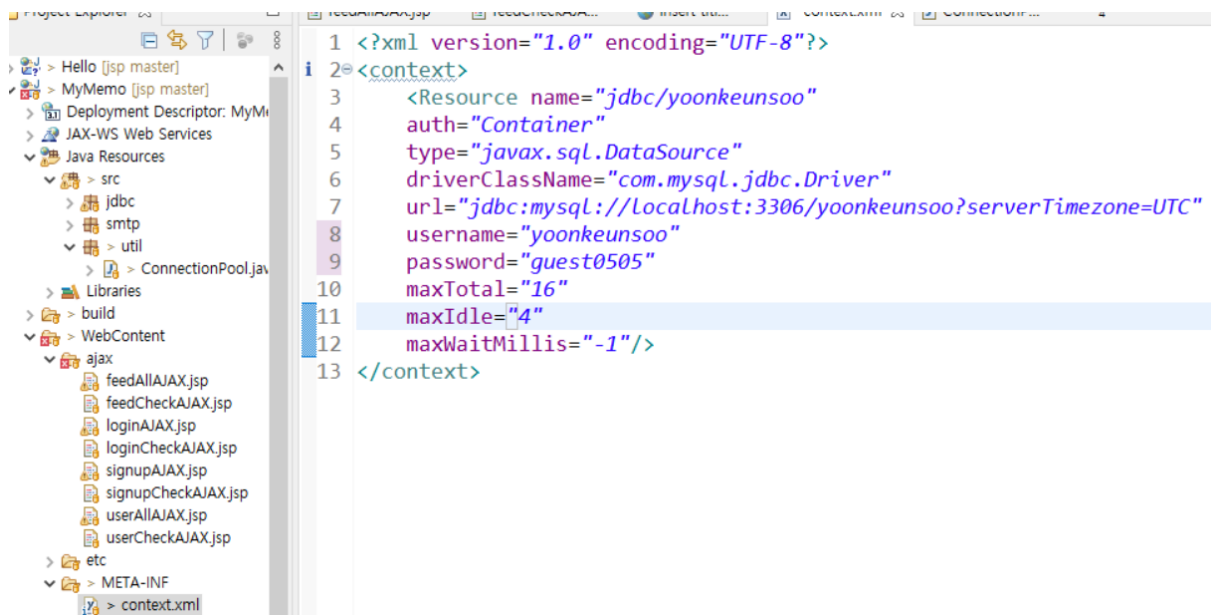 Project Explorer
feedAllAJAX.jsp
feedCheckAJA...
Insert titl...
context.xml
ConnectionP...
> Hello [jsp master]
> MyMemo [jsp master]
Deployment Descriptor: MyMe
JAX-WS Web Services
Java Resources
> src
jdbc
smtp
> util
> ConnectionPool.jav
Libraries
> build
> WebContent
ajax
feedAllAJAX.jsp
feedCheckAJAX.jsp
loginAJAX.jsp
loginCheckAJAX.jsp
signupAJAX.jsp
signupCheckAJAX.jsp
userAllAJAX.jsp
userCheckAJAX.jsp
etc
> META-INF
> context.xml
1 <?xml version="1.0" encoding="UTF-8"?>
2 <context>
3 <Resource name="jdbc/yoonkeunsoo"
4 auth="Container"
5 type="javax.sql.DataSource"
6 driverClassName="com.mysql.jdbc.Driver"
7 url="jdbc:mysql://localhost:3306/yoonkeunsoo?serverTimezone=UTC"
8 username="yoonkeunsoo"
9 password="guest0505"
10 maxTotal="16"
11 maxIdle="4"
12 maxWaitMillis="-1"/>
13 </context>